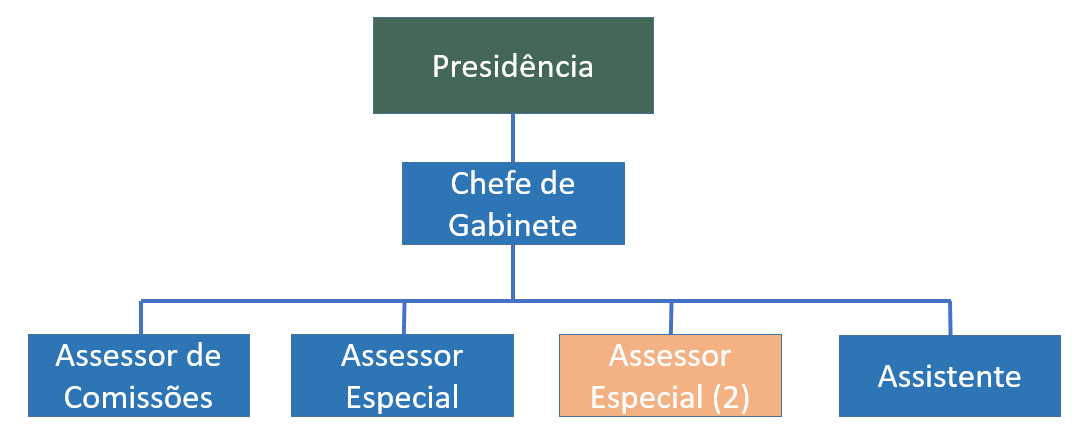 Presidência
Chefe de
Gabinete
Assessor de
Comissões
Assessor
Especial
Assessor
Especial (2)
Assistente